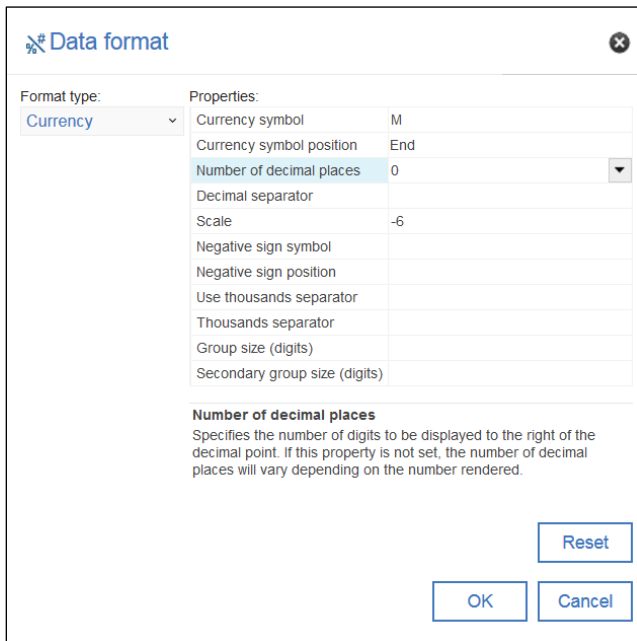 Data format
Format type:
Currency
Properties:
Currency symbol M
Currency symbol position End
Number of decimal places 0
Decimal separator
Scale -6
Negative sign symbol
Negative sign position
Use thousands separator
Thousands separator
Group size (digits)
Secondary group size (digits)
Number of decimal places
Specifies the number of digits to be displayed to the right of the
decimal point. If this property is not set, the number of decimal
places will vary depending on the number rendered.
Reset
OK Cancel